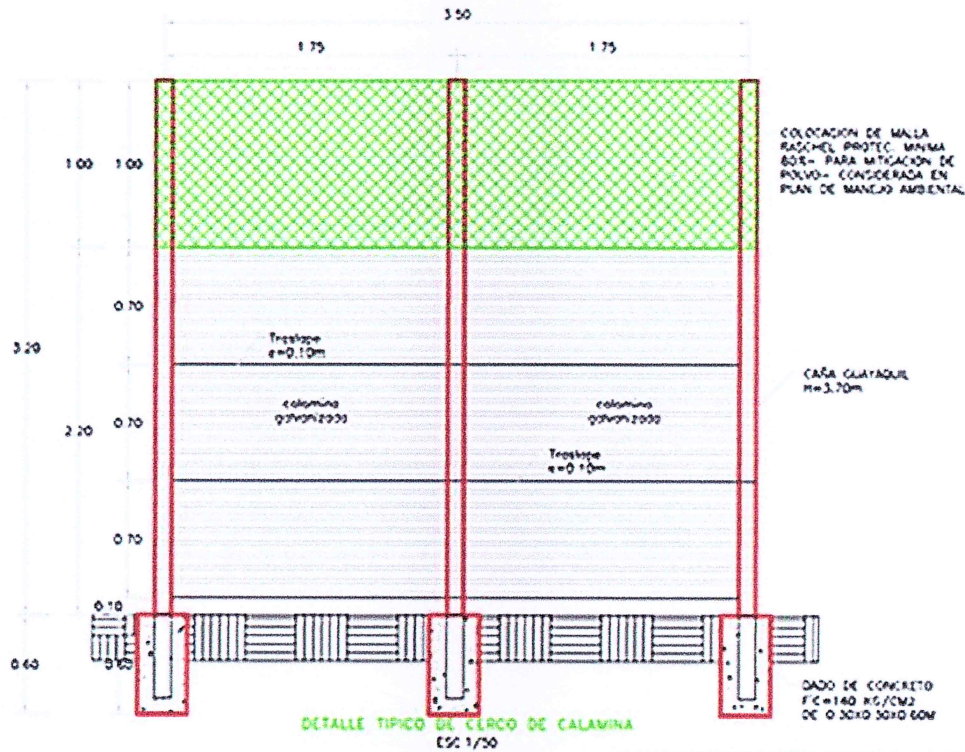 3.50
1.75
1.75
1.00
1.00
COLOCACION DE MALLA
RASCHEL PROTEC. MINIMA
80%- PARA MITIGACION DE
POLVO- CONSIDERADA EN
PLAN DE MANEJO AMBIENTAL
0.70
3.20
Traslape
e=0.10m
CAÑA GUAYAQUIL
H=3.70m
calamina
galvanizada
calamina
galvanizada
0.70
2.20
Traslape
e=0.10m
0.70
0.10
0.60
0.60
DADO DE CONCRETO
F'C=140 KG/CM2
DE 0.30X0.30X0.60M
DETALLE TIPICO DE CERCO DE CALAMINA
ESC 1/50